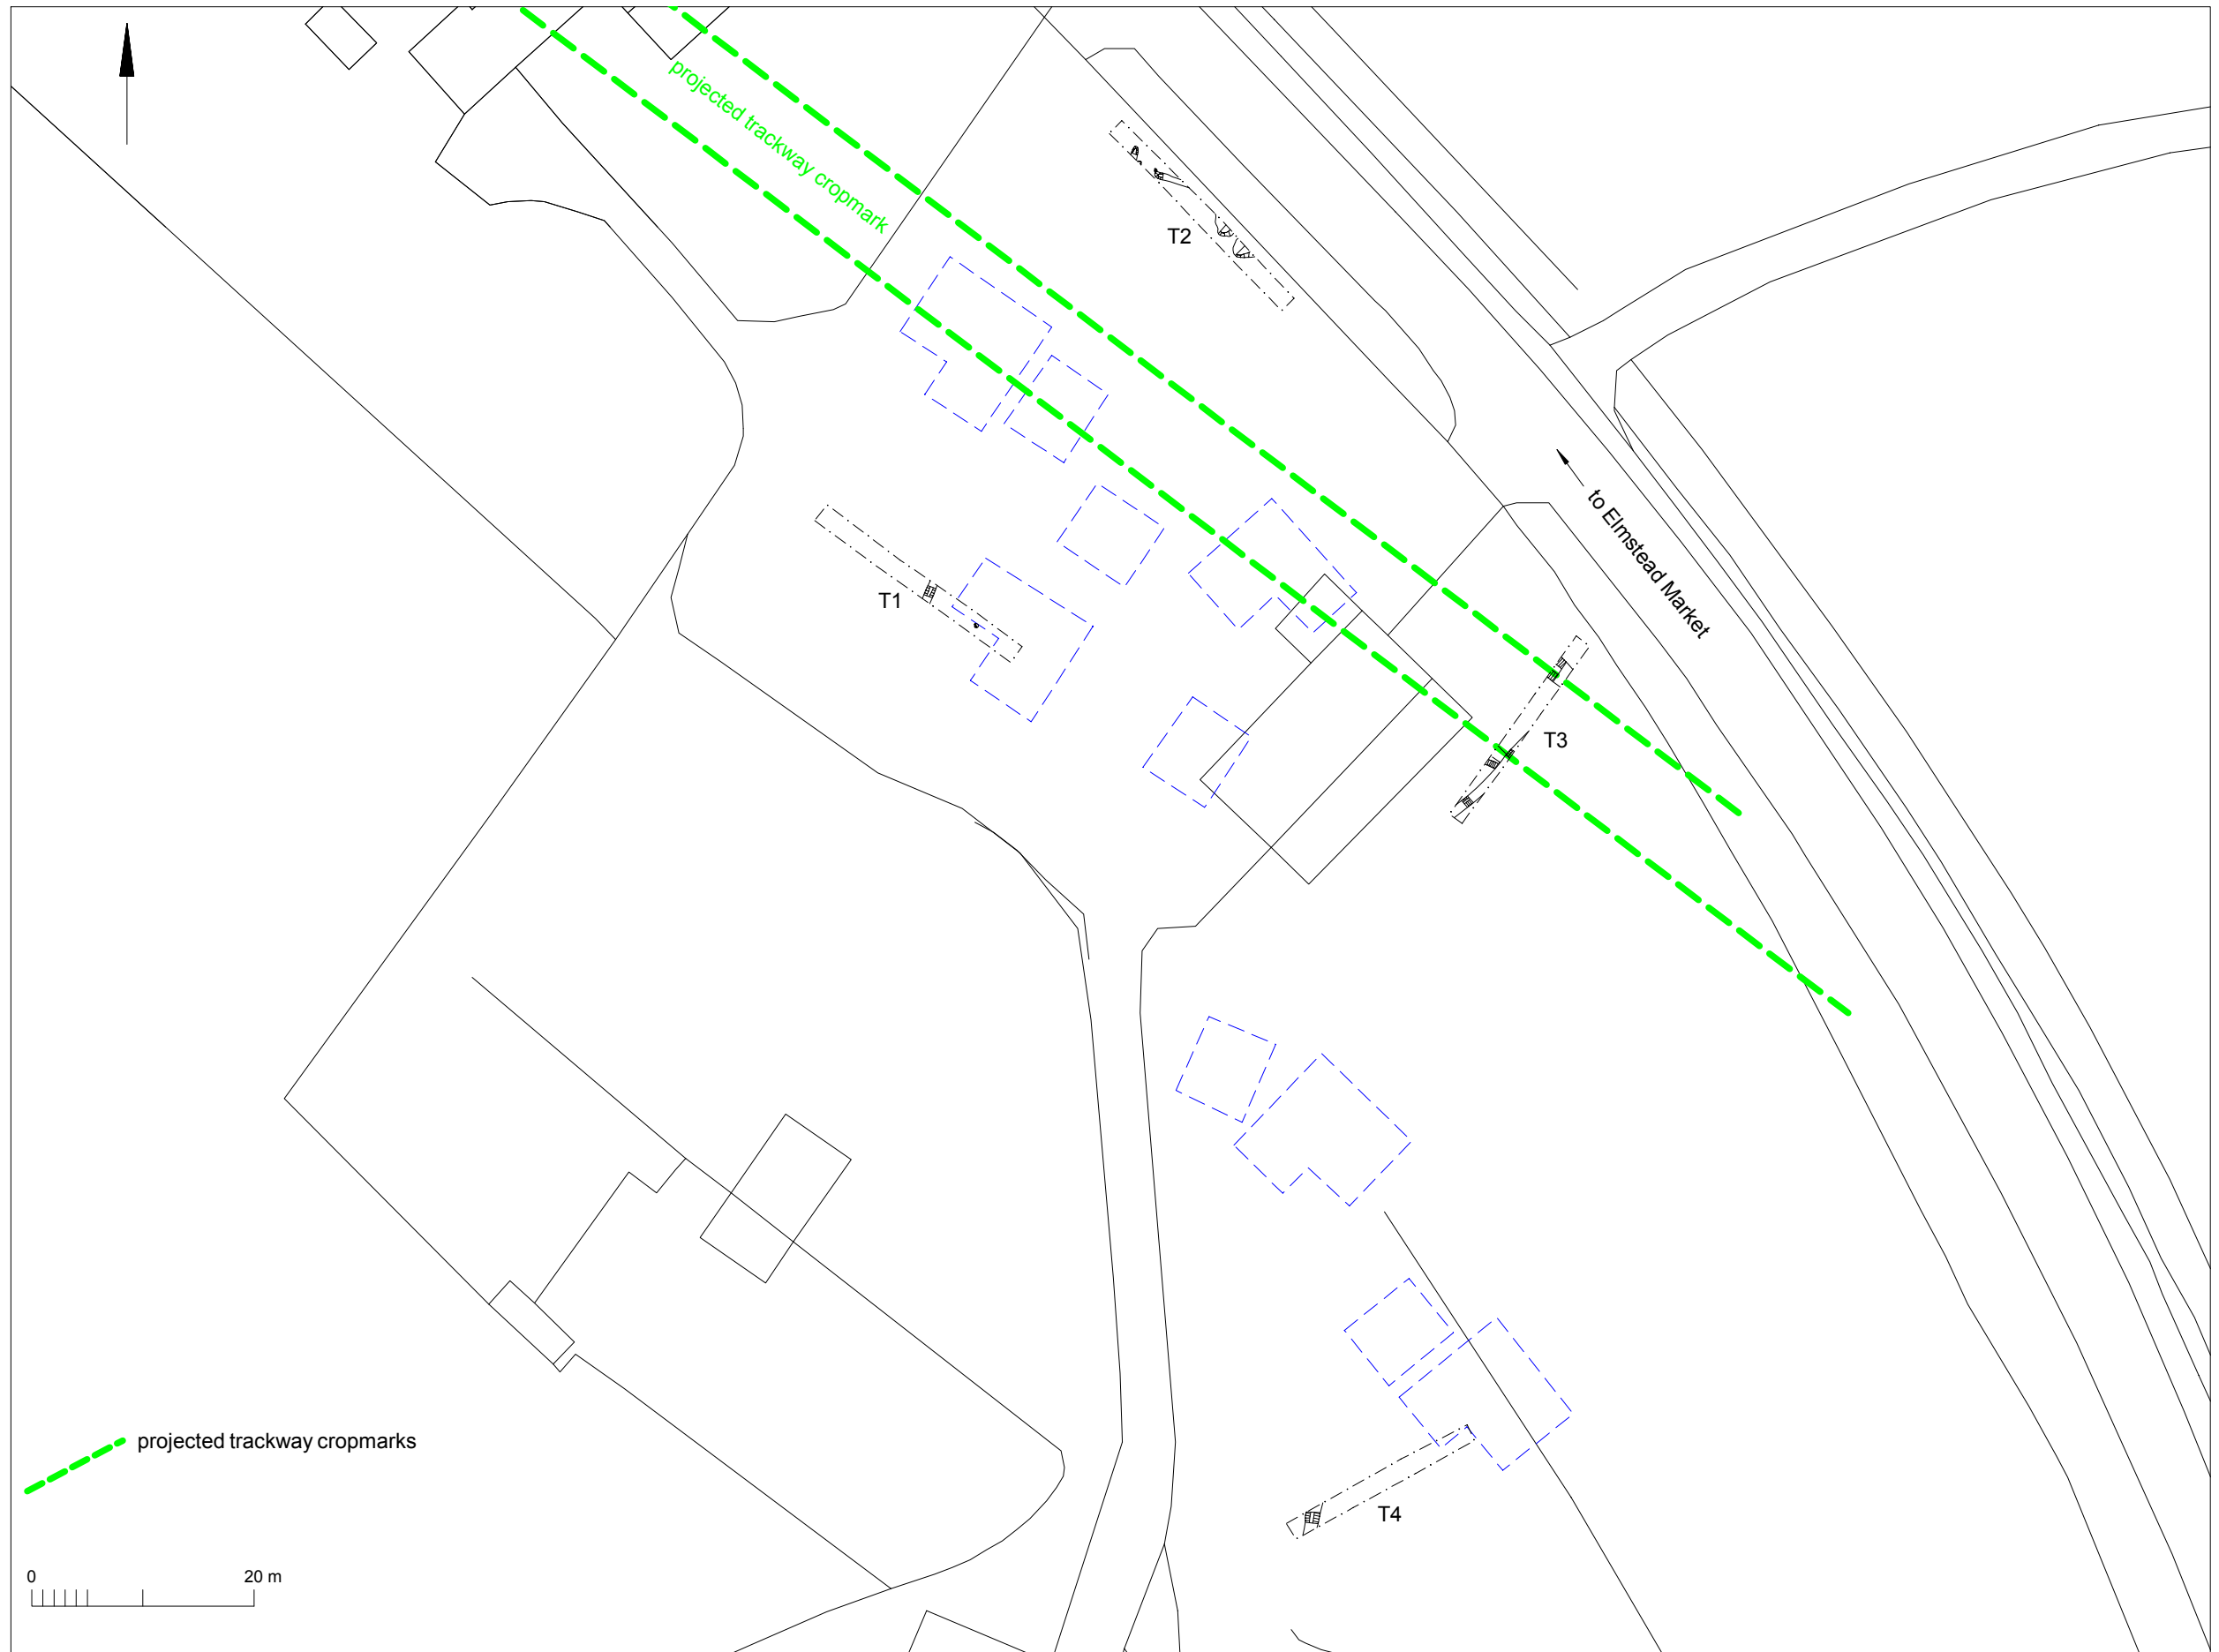 projected trackway cropmark
T2
to Elmstead Market
T1
T3
projected trackway cropmarks
T4
0 20 m